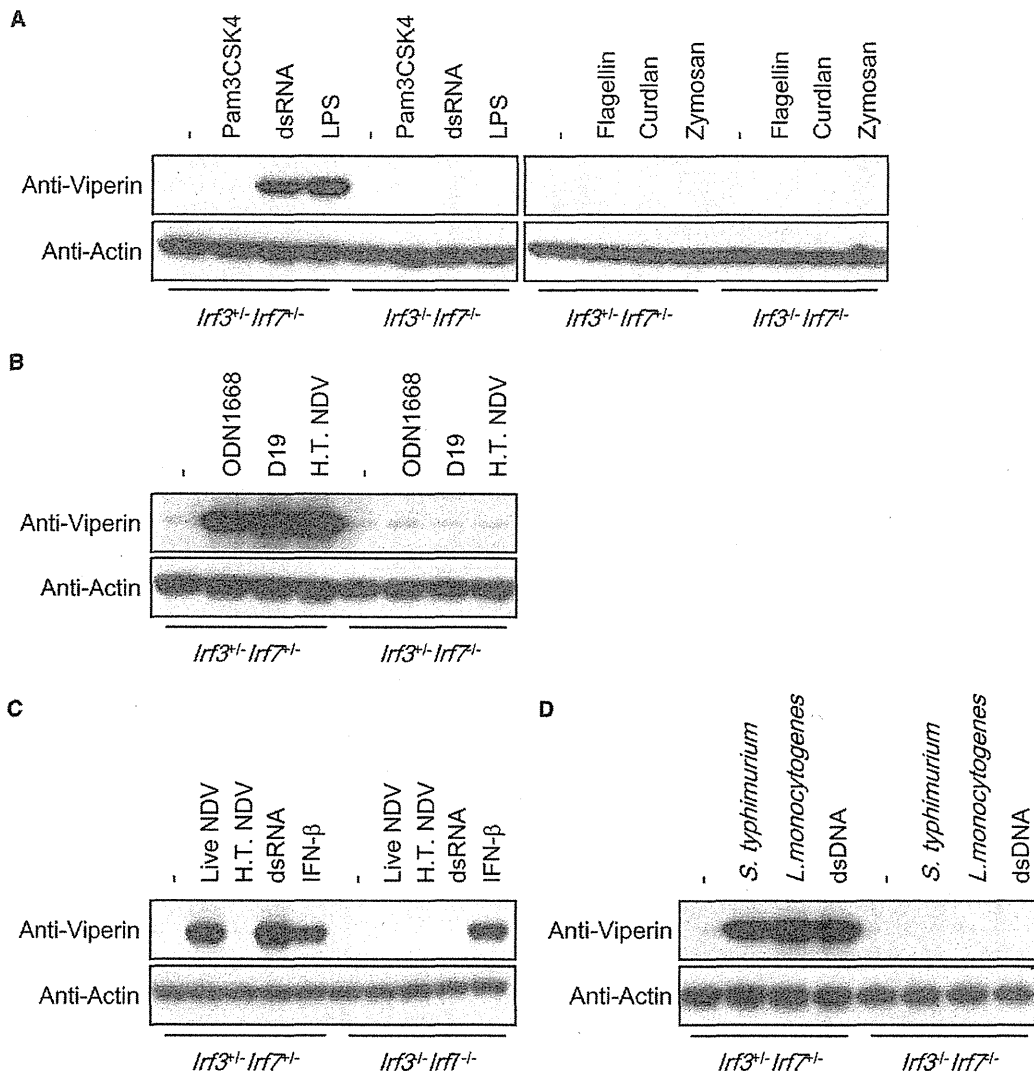 A
-
Pam3CSK4
dsRNA
LPS
-
Pam3CSK4
dsRNA
LPS
-
Flagellin
Curdlan
Zymosan
-
Flagellin
Curdlan
Zymosan
Anti-Viperin
Anti-Actin
Irf3+/-Irf7+/-
Irf3-/-Irf7-/-
Irf3+/-Irf7+/-
Irf3-/-Irf7-/-
B
-
ODN1668
D19
H.T. NDV
-
ODN1668
D19
H.T. NDV
Anti-Viperin
Anti-Actin
Irf3+/-Irf7+/-
Irf3+/-Irf7-/-
C
-
Live NDV
H.T. NDV
dsRNA
IFN-β
-
Live NDV
H.T. NDV
dsRNA
IFN-β
Anti-Viperin
Anti-Actin
Irf3+/-Irf7+/-
Irf3-/-Irf7-/-
D
-
S. typhimurium
L.monocytogenes
dsDNA
-
S. typhimurium
L.monocytogenes
dsDNA
Anti-Viperin
Anti-Actin
Irf3+/-Irf7+/-
Irf3-/-Irf7-/-